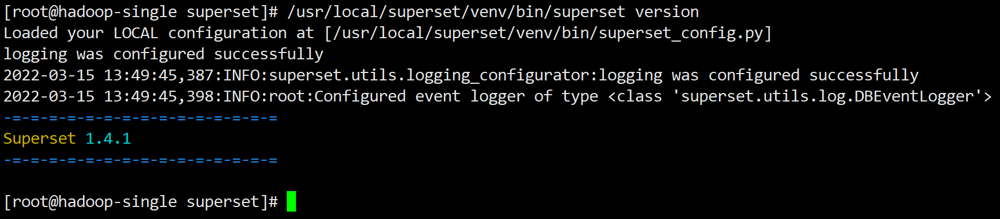 [root@hadoop-single superset]# /usr/local/superset/venv/bin/superset version
Loaded your LOCAL configuration at [/usr/local/superset/venv/bin/superset_config.py]
logging was configured successfully
2022-03-15 13:49:45,387:INFO:superset.utils.logging_configurator:logging was configured successfully
2022-03-15 13:49:45,398:INFO:root:Configured event logger of type <class 'superset.utils.log.DBEventLogger'>
-=-=-=-=-=-=-=-=-=-=-=-=-=-=-=
Superset 1.4.1
-=-=-=-=-=-=-=-=-=-=-=-=-=-=-=
[root@hadoop-single superset]#